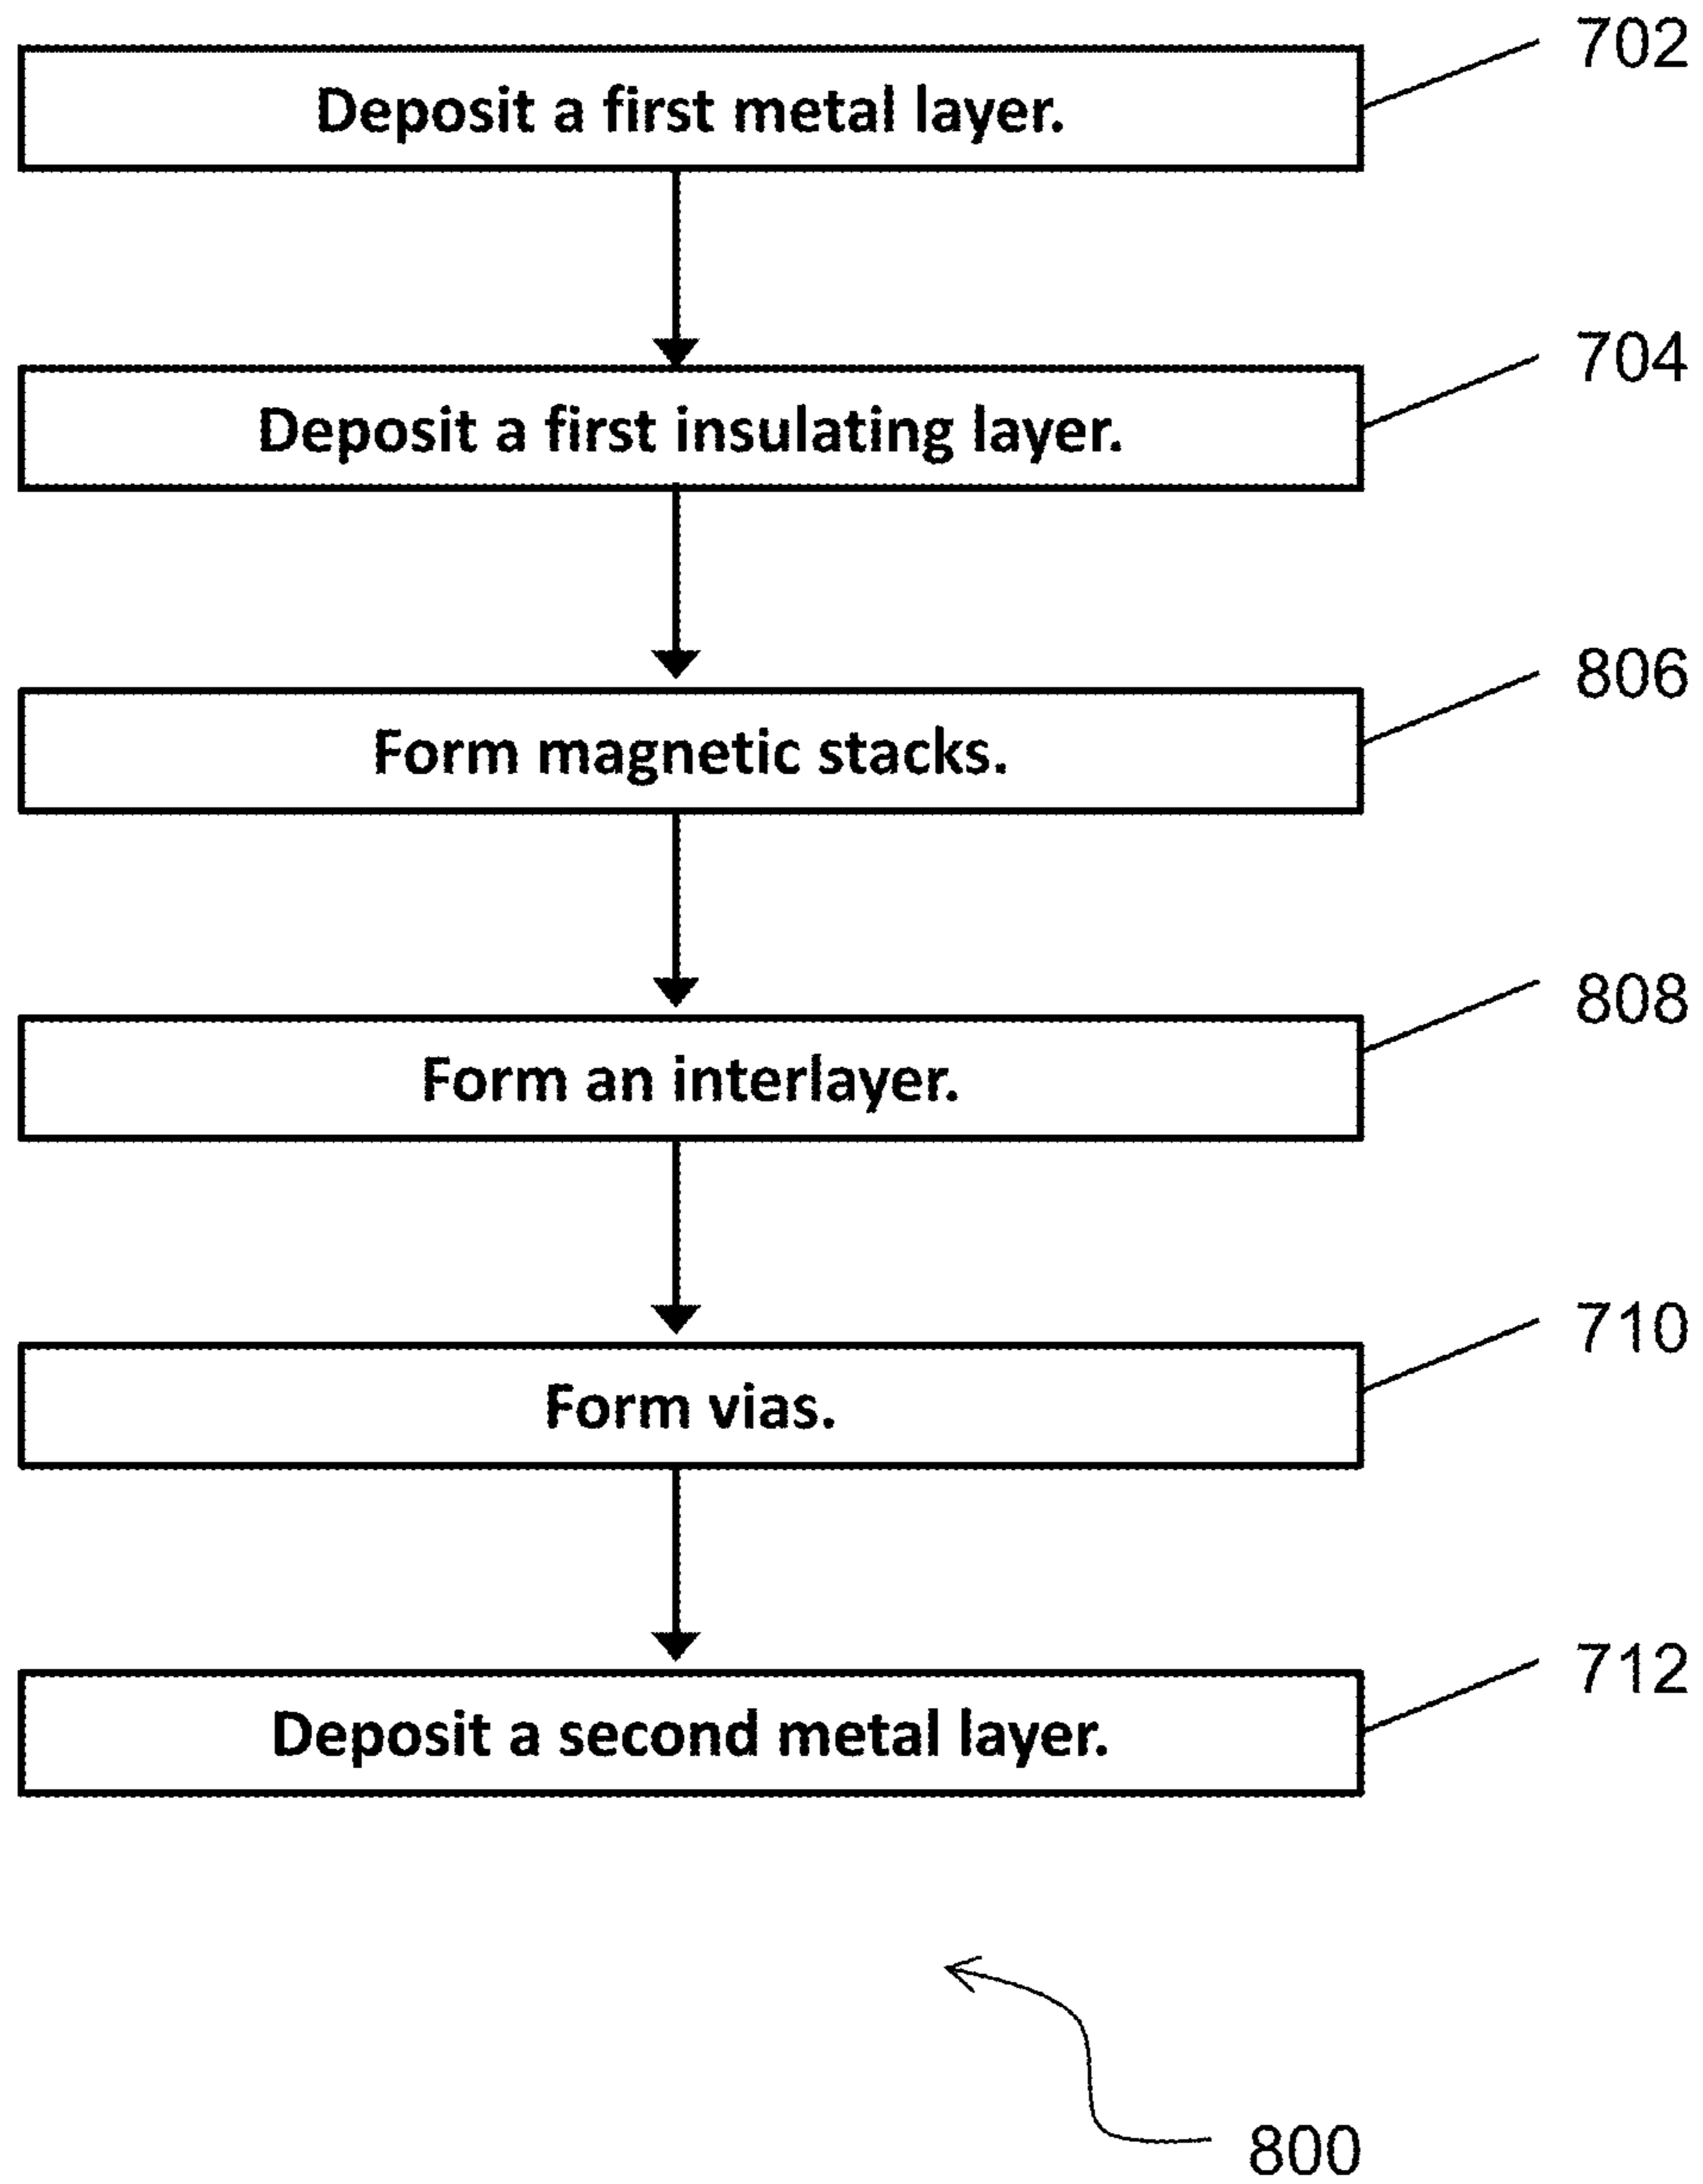 702
Deposit a first metal layer.
704
Deposit a first insulating layer.
806
Form magnetic stacks.
808
Form an interlayer.
710
Form vias.
712
Deposit a second metal layer.
800